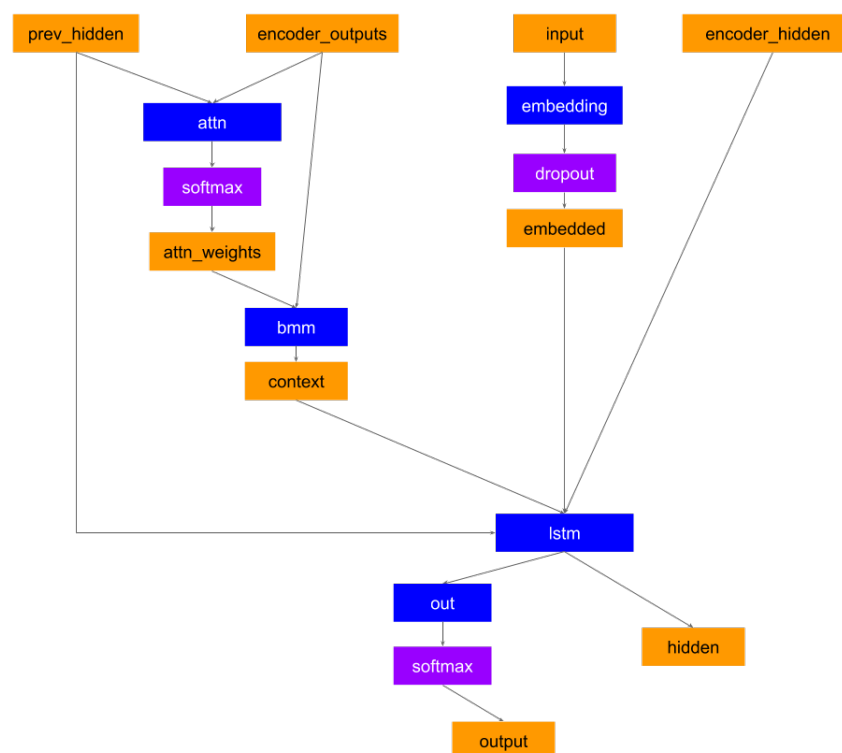 prev_hidden
encoder_outputs
input
encoder_hidden
attn
embedding
softmax
dropout
attn_weights
embedded
bmm
context
lstm
out
hidden
softmax
output